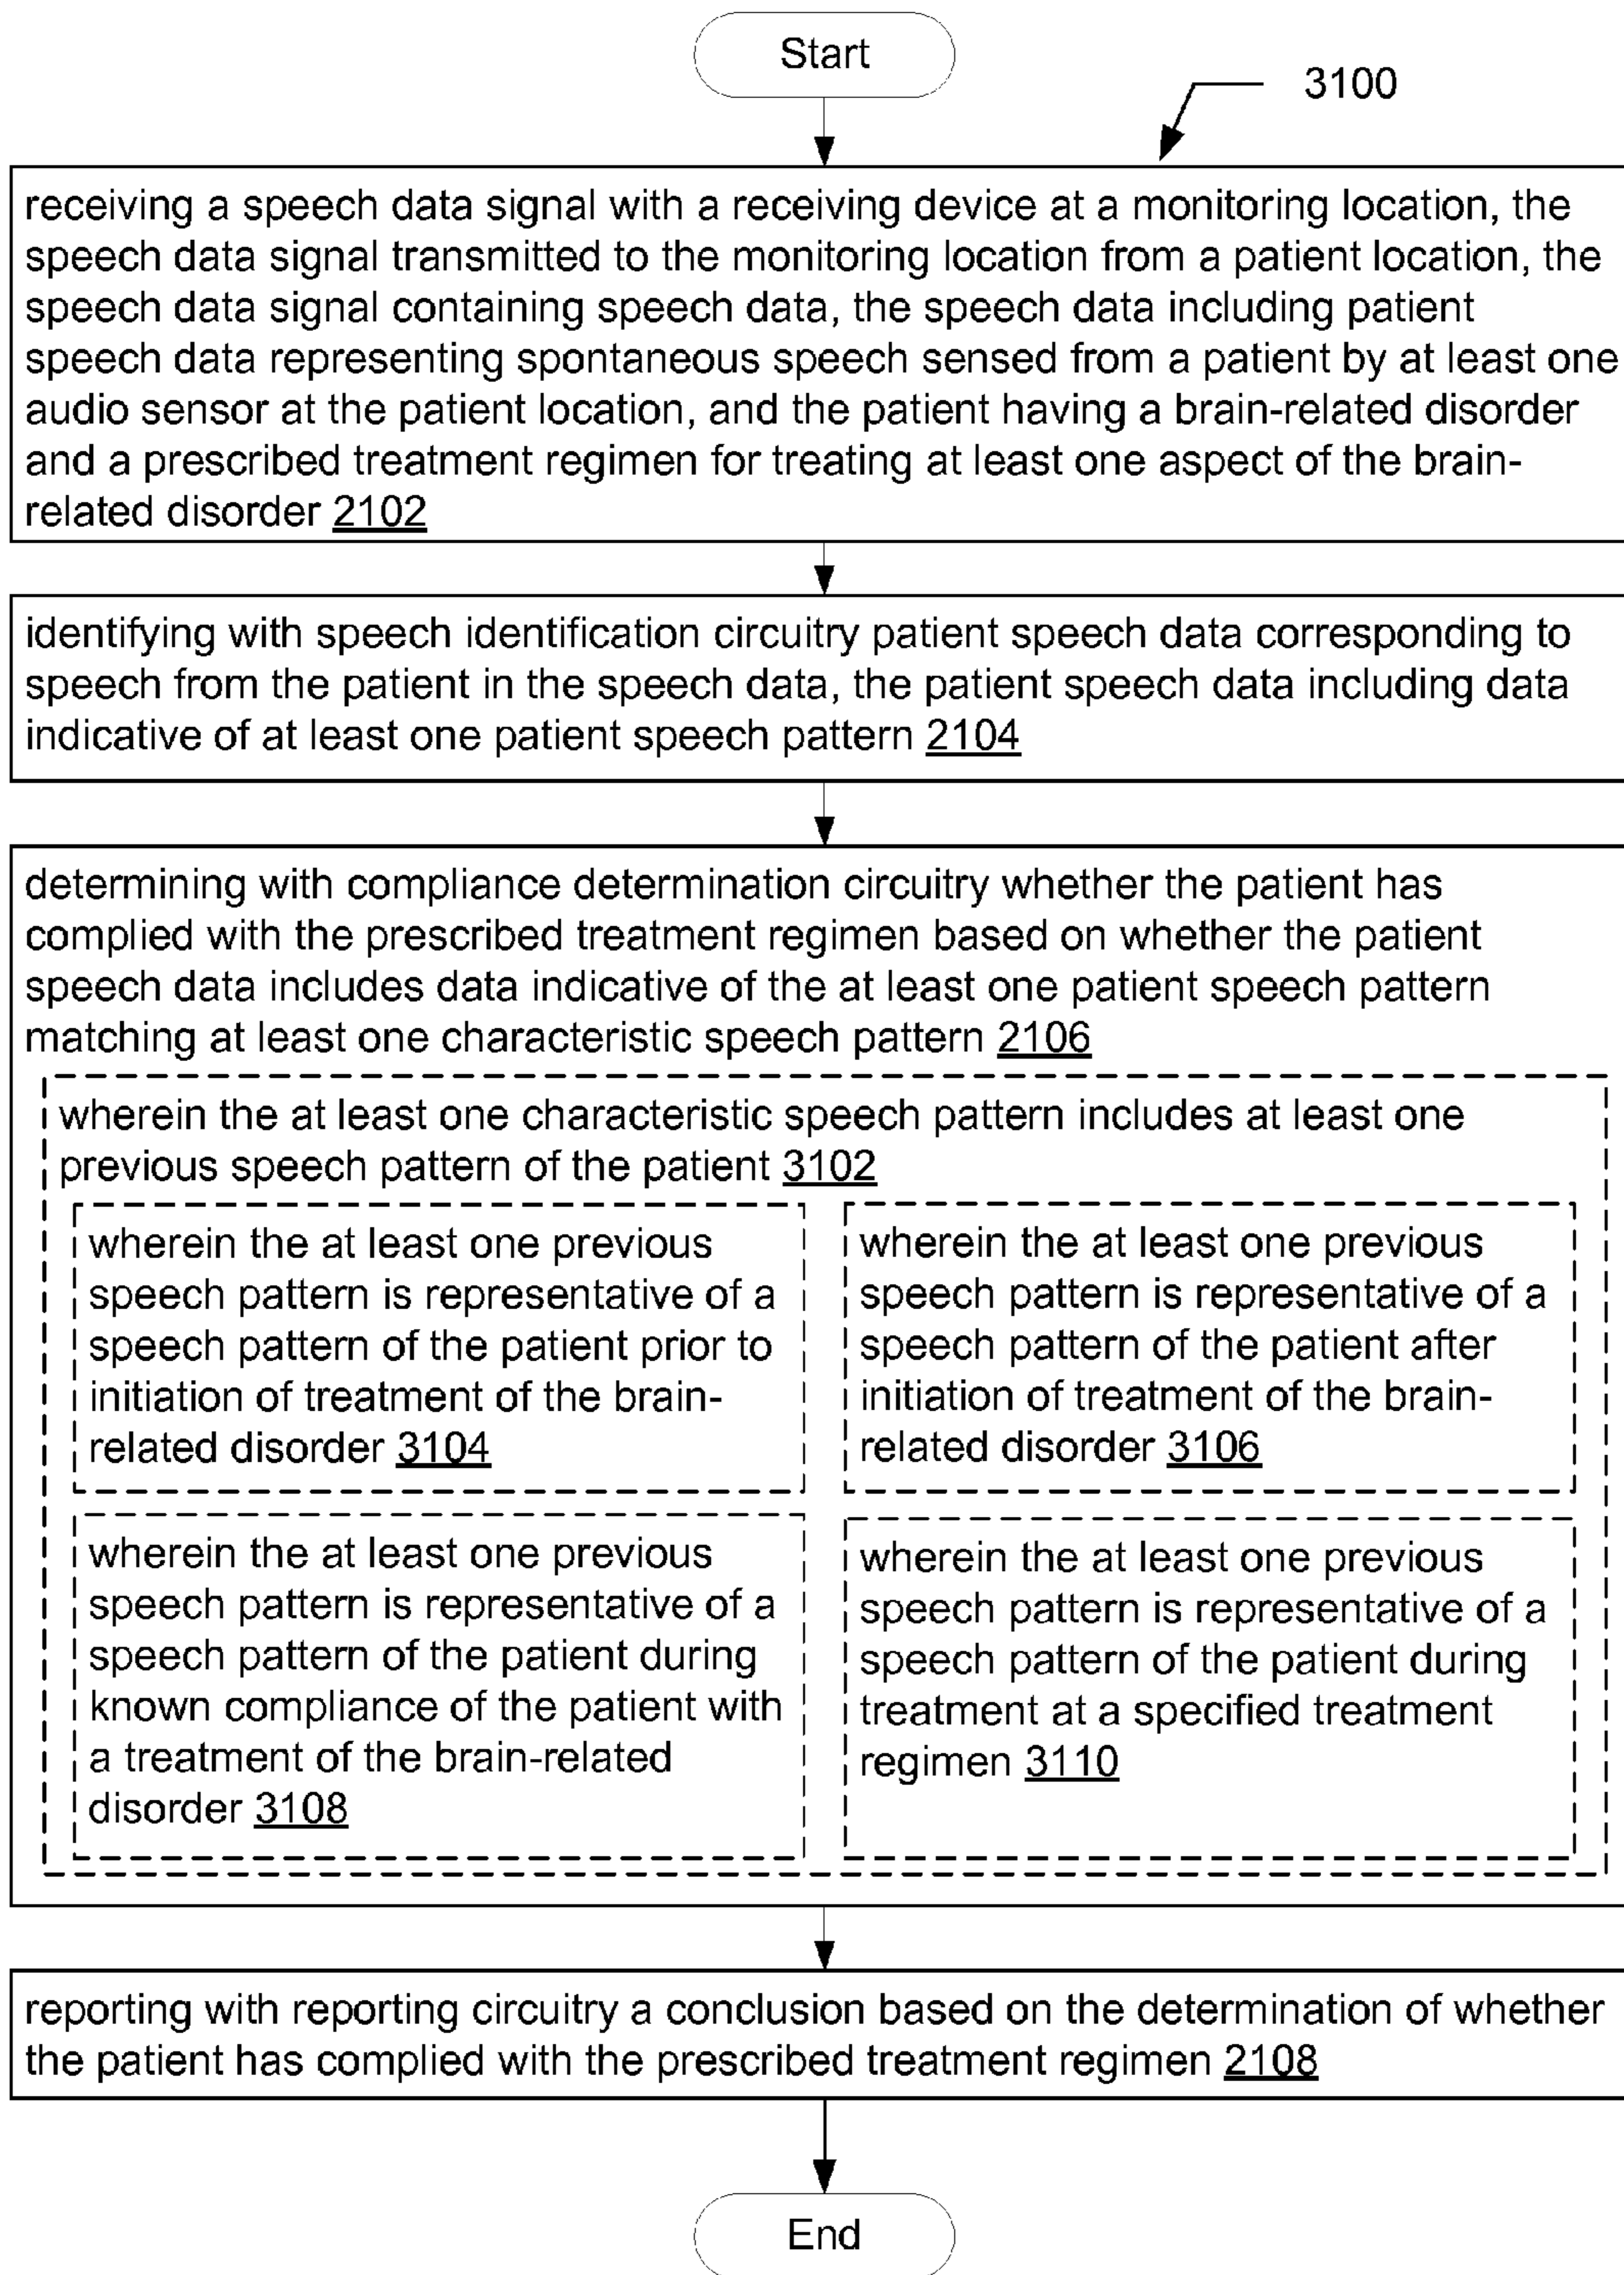 Start
3100
receiving a speech data signal with a receiving device at a monitoring location, the
speech data signal transmitted to the monitoring location from a patient location, the
speech data signal containing speech data, the speech data including patient
speech data representing spontaneous speech sensed from a patient by at least one
audio sensor at the patient location, and the patient having a brain-related disorder
and a prescribed treatment regimen for treating at least one aspect of the brain-
related disorder 2102
identifying with speech identification circuitry patient speech data corresponding to
speech from the patient in the speech data, the patient speech data including data
indicative of at least one patient speech pattern 2104
determining with compliance determination circuitry whether the patient has
complied with the prescribed treatment regimen based on whether the patient
speech data includes data indicative of the at least one patient speech pattern
matching at least one characteristic speech pattern 2106
wherein the at least one characteristic speech pattern includes at least one
previous speech pattern of the patient 3102
wherein the at least one previous
speech pattern is representative of a
speech pattern of the patient prior to
initiation of treatment of the brain-
related disorder 3104
wherein the at least one previous
speech pattern is representative of a
speech pattern of the patient after
initiation of treatment of the brain-
related disorder 3106
wherein the at least one previous
speech pattern is representative of a
speech pattern of the patient during
known compliance of the patient with
a treatment of the brain-related
disorder 3108
wherein the at least one previous
speech pattern is representative of a
speech pattern of the patient during
treatment at a specified treatment
regimen 3110
reporting with reporting circuitry a conclusion based on the determination of whether
the patient has complied with the prescribed treatment regimen 2108
End